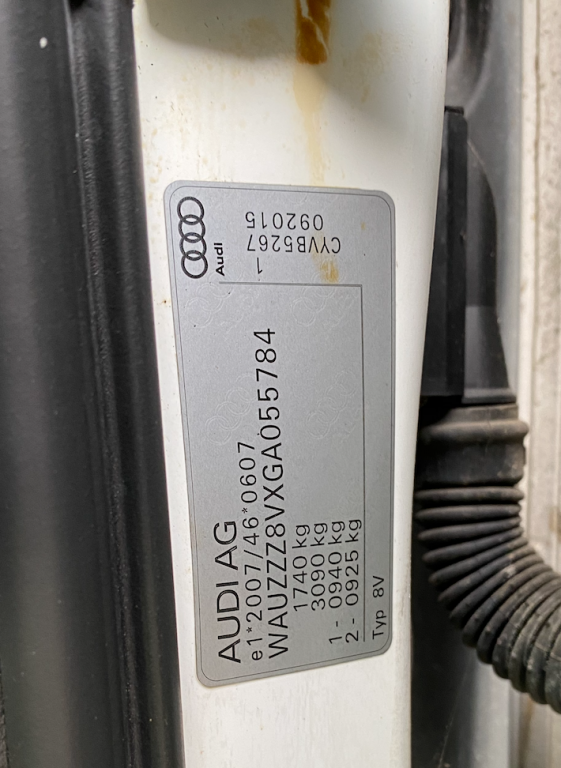 AUDI AG
e1*2007/46*0607
WAUZZZ8VXGA055784
1740 kg
3090 kg
1 - 0940 kg
2 - 0925 kg
Typ 8V
Audi
1
CYVB5267
092015